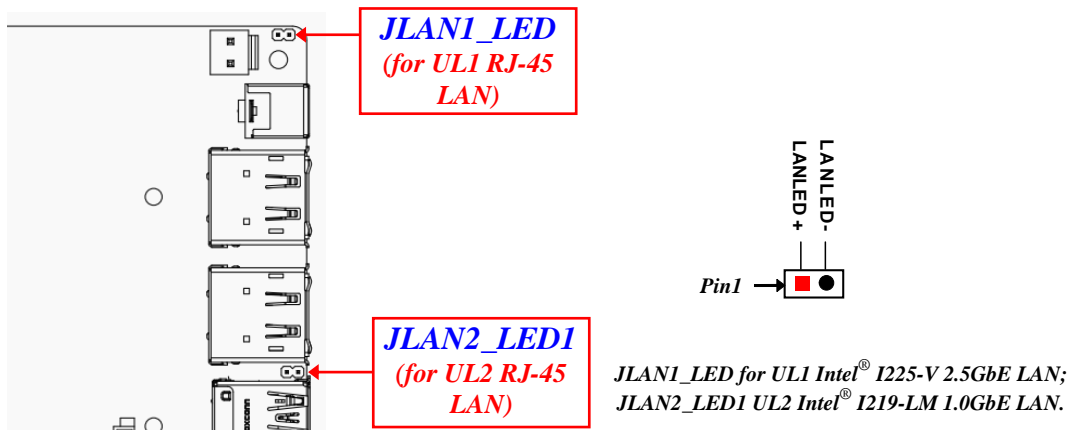 JLAN1_LED
(for UL1 RJ-45
LAN)
LANLED+
LANLED-
Pin1
JLAN2_LED1
(for UL2 RJ-45
LAN)
JLAN1_LED for UL1 Intel® I225-V 2.5GbE LAN;
JLAN2_LED1 UL2 Intel® I219-LM 1.0GbE LAN.